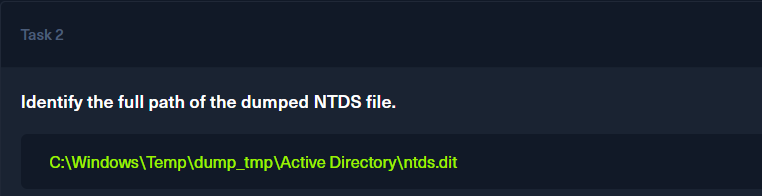 Task 2
Identify the full path of the dumped NTDS file.
C:\Windows\Temp\dump_tmp\Active Directory\ntds.dit